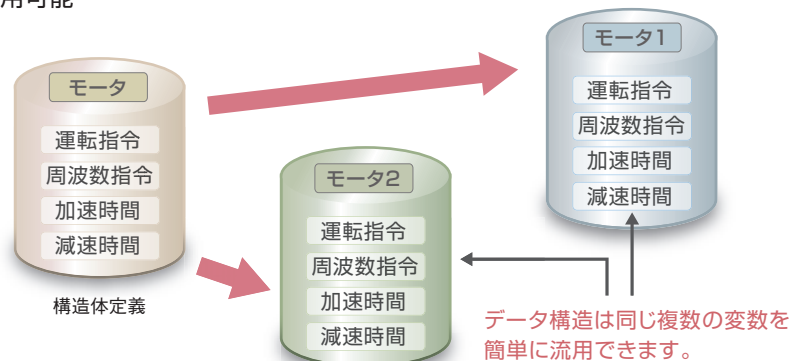 用可能
モータ
運転指令
周波数指令
加速時間
減速時間
構造体定義
モータ2
運転指令
周波数指令
加速時間
減速時間
モータ1
運転指令
周波数指令
加速時間
減速時間
データ構造は同じ複数の変数を
簡単に流用できます。